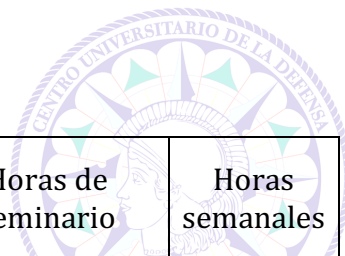 CENTRO UNIVERSITARIO DE LA DEFENSA
Horas de Horas
seminario semanales